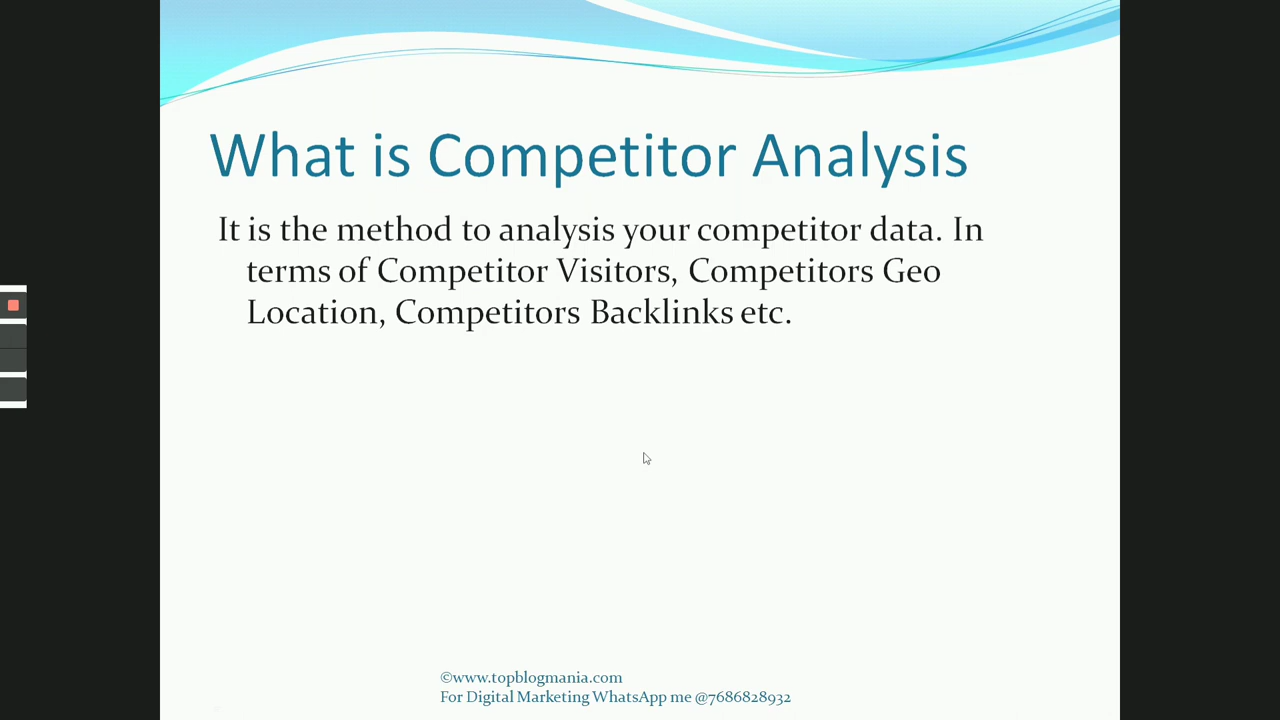 What is Competitor Analysis
It is the method to analysis your competitor data. In
terms of Competitor Visitors, Competitors Geo
Location, Competitors Backlinks etc.
©www.topblogmania.com
For Digital Marketing WhatsApp me @7686828932